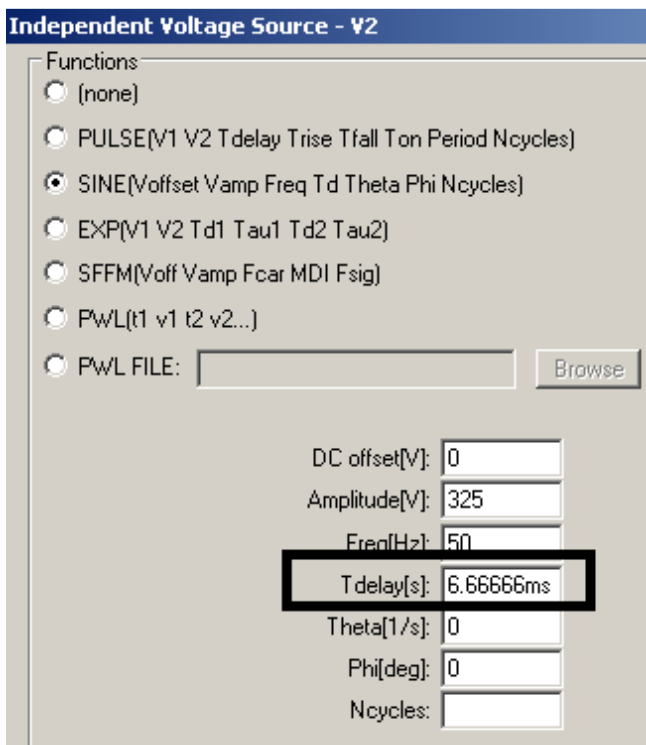 Independent Voltage Source - V2
Functions
(none)
PULSE(V1 V2 Tdelay Trise Tfall Ton Period Ncycles)
SINE(Voffset Vamp Freq Td Theta Phi Ncycles)
EXP(V1 V2 Td1 Tau1 Td2 Tau2)
SFFM(Voff Vamp Fcar MDI Fsig)
PWL(t1 v1 t2 v2...)
PWL FILE: Browse
DC offset[V]: 0
Amplitude[V]: 325
Freq[Hz]: 50
Tdelay[s]: 6.66666ms
Theta[1/s]: 0
Phi[deg]: 0
Ncycles: